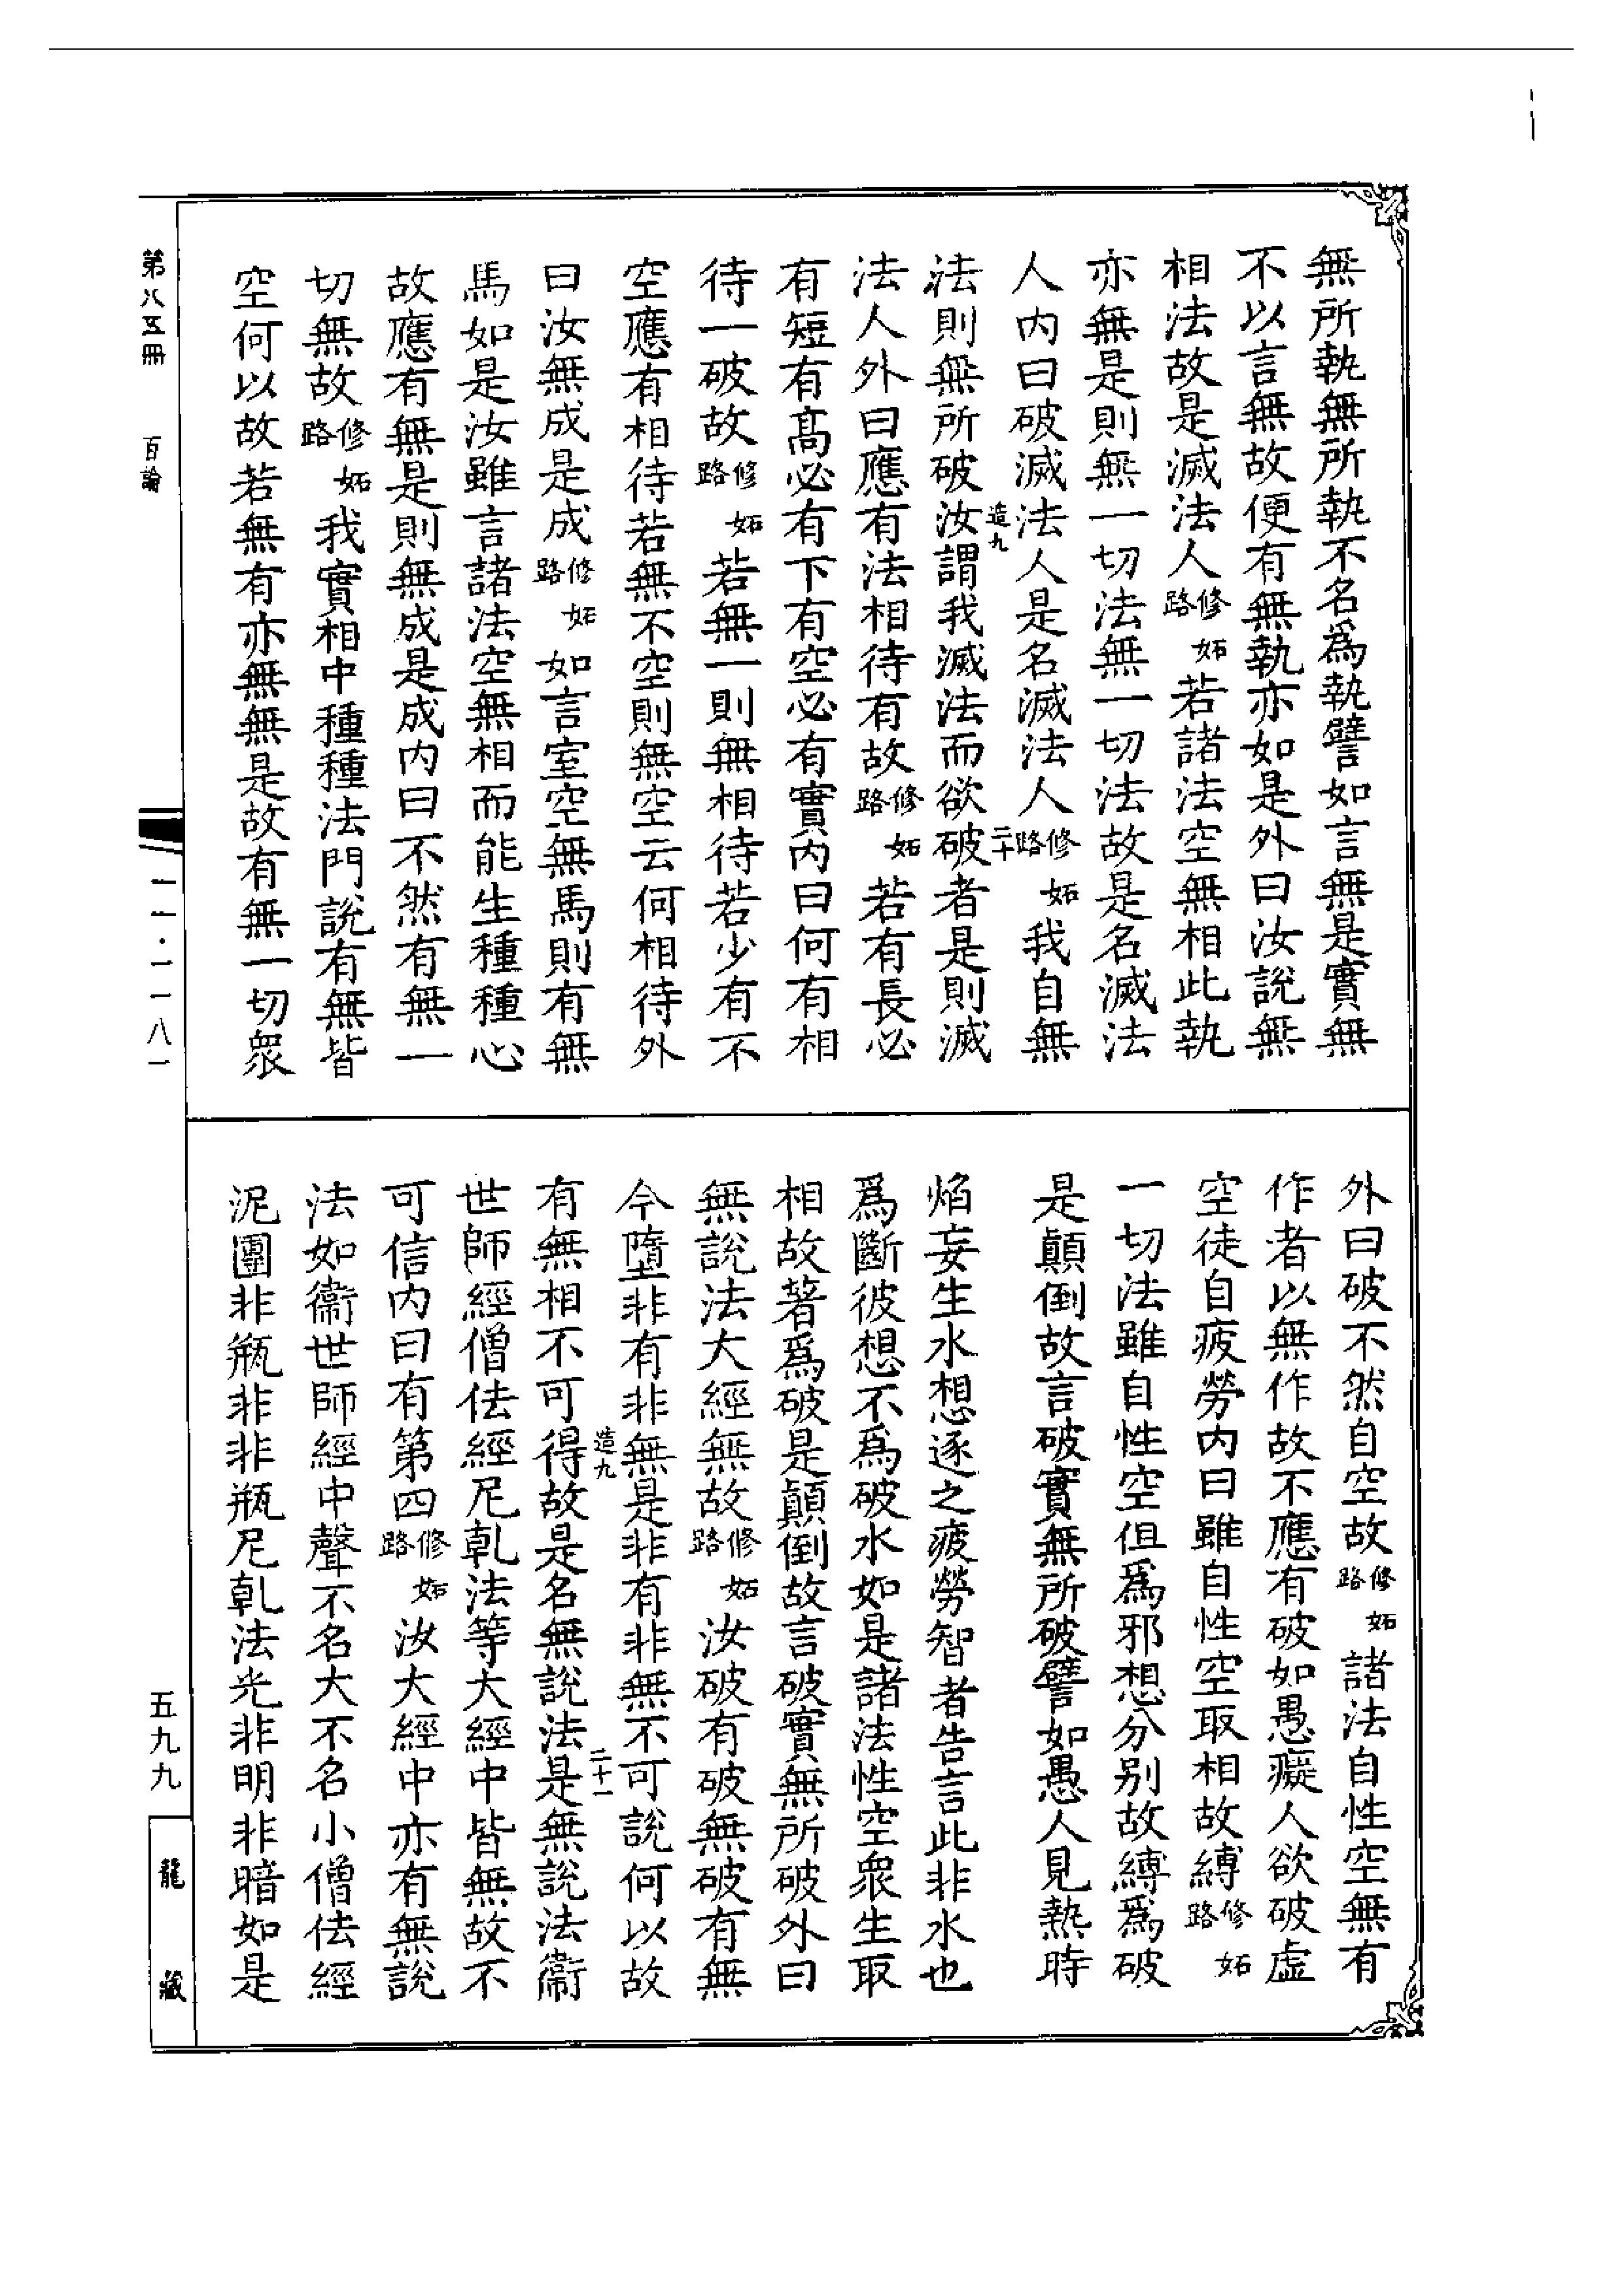 無所執無所執不名爲執譬如言無是實無
不以言無故便有無執亦如是外曰汝說無
相法故是滅法人修妬路若諸法空無相此執
亦無是則無一切法無一切法故是名滅法
人內曰破滅法人是名滅法人修妬路我自無
造九 二十
法則無所破汝謂我滅法而欲破者是則滅
法人外曰應有法相待有故修妬路若有長必
有短有高必有下有空必有實內曰何有相
待一破故修妬路若無一則無相待若少有不
空應有相待若無不空則無空云何相待外
曰汝無成是成修妬路如言室空無馬則有無
馬如是汝雖言諸法空無相而能生種種心
故應有無是則無成是成內曰不然有無一
切無故修妬路我實相中種種法門說有無皆
空何以故若無有亦無無是故有無一切衆
外曰破不然自空故修妬路諸法自性空無有
作者以無作故不應有破如愚癡人欲破虛
空徒自疲勞內曰雖自性空取相故縛修妬路
一切法雖自性空但爲邪想分別故縛爲破
是顛倒故言破實無所破譬如愚人見熱時
焰妄生水想逐之疲勞智者告言此非水也
爲斷彼想不爲破水如是諸法性空衆生取
相故著爲破是顛倒故言破實無所破外曰
無說法大經無故修妬路汝破有破無破有無
今墮非有非無是非有非無不可說何以故
造九 二十一
有無相不可得故是名無說法是無說法衞
世師經僧佉經尼乹法等大經中皆無故不
可信內曰有第四修妬路汝大經中亦有無說
法如衞世師經中聲不名大不名小僧佉經
泥團非瓶非非瓶尼乹法光非明非暗如是
第八五冊 百論
一一·一一八一
五九九
龍藏